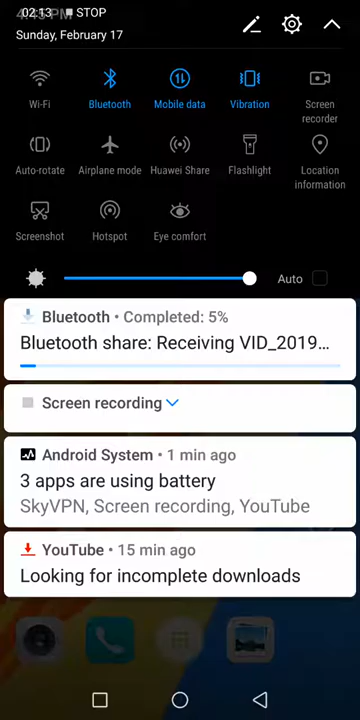 02:13 STOP
Sunday, February 17
Wi-Fi Bluetooth Mobile data Vibration Screen recorder
Auto-rotate Airplane mode Huawei Share Flashlight Location information
Screenshot Hotspot Eye comfort
Auto
Bluetooth • Completed: 5%
Bluetooth share: Receiving VID_2019…
Screen recording
Android System • 1 min ago
3 apps are using battery
SkyVPN, Screen recording, YouTube
YouTube • 15 min ago
Looking for incomplete downloads